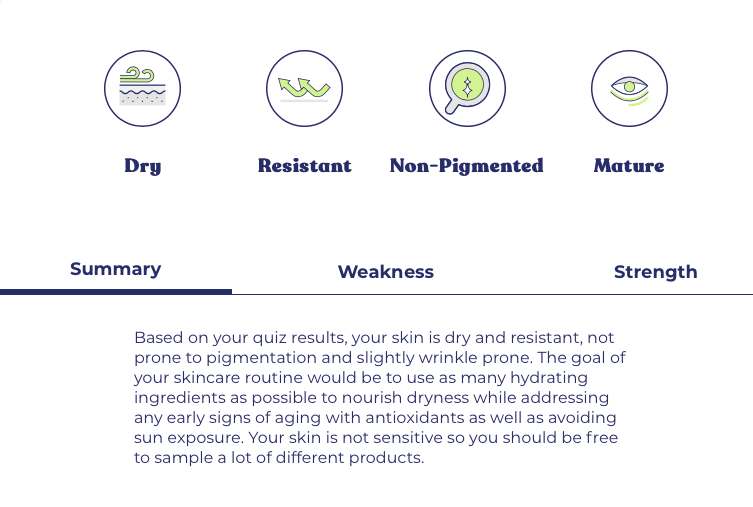 Dry Resistant Non-Pigmented Mature
Summary Weakness Strength
Based on your quiz results, your skin is dry and resistant, not
prone to pigmentation and slightly wrinkle prone. The goal of
your skincare routine would be to use as many hydrating
ingredients as possible to nourish dryness while addressing
any early signs of aging with antioxidants as well as avoiding
sun exposure. Your skin is not sensitive so you should be free
to sample a lot of different products.